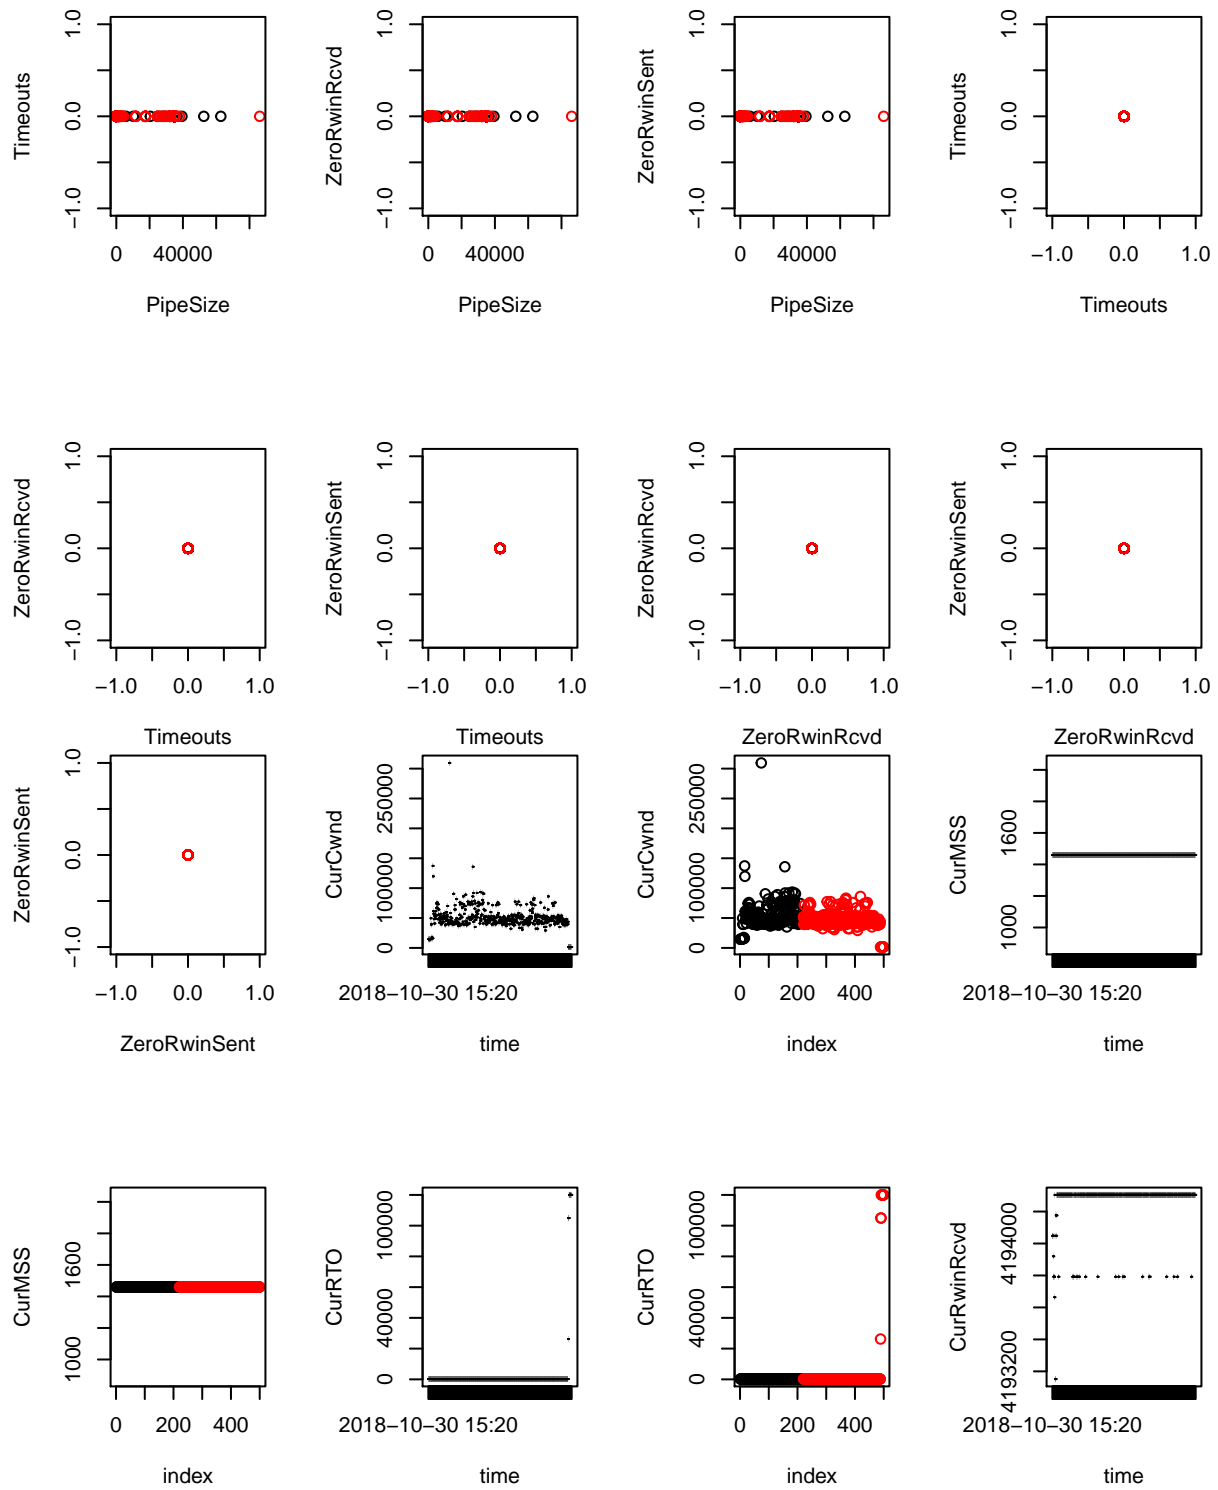 Timeouts
−1.0 0.0 1.0
0 40000
PipeSize
ZeroRwinRcvd
−1.0 0.0 1.0
0 40000
PipeSize
ZeroRwinSent
−1.0 0.0 1.0
0 40000
PipeSize
Timeouts
−1.0 0.0 1.0
−1.0 0.0 1.0
Timeouts
ZeroRwinRcvd
−1.0 0.0 1.0
−1.0 0.0 1.0
Timeouts
ZeroRwinSent
−1.0 0.0 1.0
−1.0 0.0 1.0
Timeouts
ZeroRwinRcvd
−1.0 0.0 1.0
−1.0 0.0 1.0
ZeroRwinRcvd
ZeroRwinSent
−1.0 0.0 1.0
−1.0 0.0 1.0
ZeroRwinRcvd
ZeroRwinSent
−1.0 0.0 1.0
−1.0 0.0 1.0
ZeroRwinSent
CurCwnd
0 100000 250000
2018−10−30 15:20
time
CurCwnd
0 100000 250000
0 200 400
index
CurMSS
1000 1600
2018−10−30 15:20
time
CurMSS
1000 1600
0 200 400
index
CurRTO
0 40000 100000
2018−10−30 15:20
time
CurRTO
0 40000 100000
0 200 400
index
CurRwinRcvd
4193200 4194000
2018−10−30 15:20
time